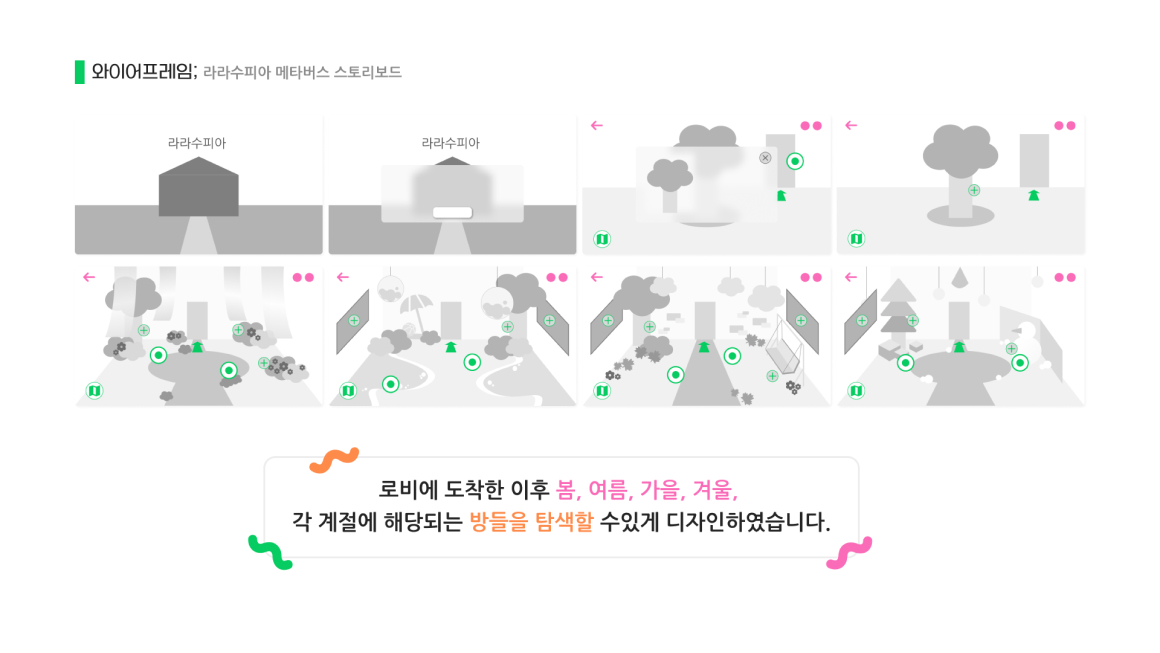 와이어프레임; 라라수피아 메타버스 스토리보드
라라수피아
라라수피아
로비에 도착한 이후 봄, 여름, 가을, 겨울,
각 계절에 해당되는 방들을 탐색할 수있게 디자인하였습니다.